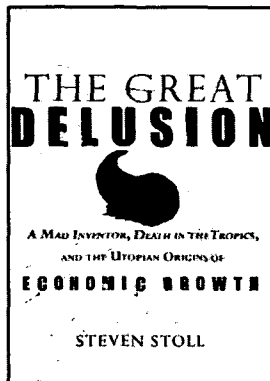 THE GREAT
DELUSION
A MAD INVENTOR, DEATH IN THE TROPICS,
AND THE UTOPIAN ORIGINS OF
ECONOMIC GROWTH
STEVEN STOLL